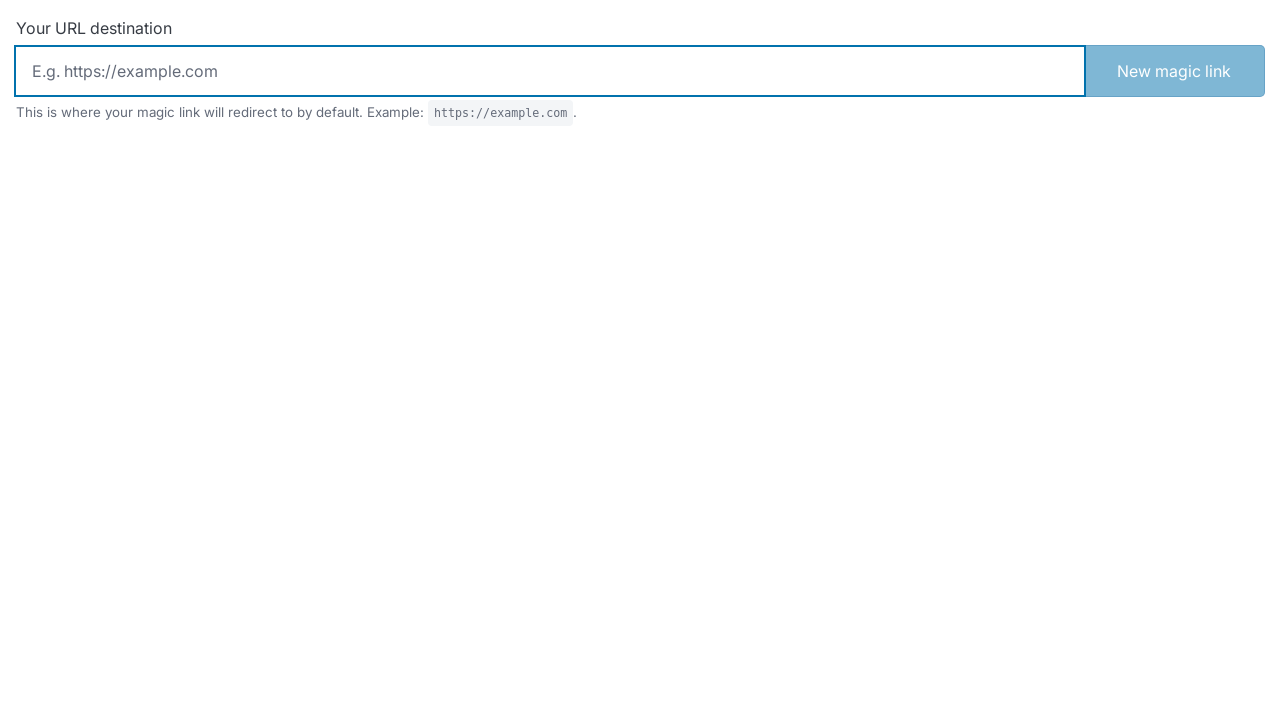 Your URL destination
E.g. https://example.com
New magic link
This is where your magic link will redirect to by default. Example: https://example.com.